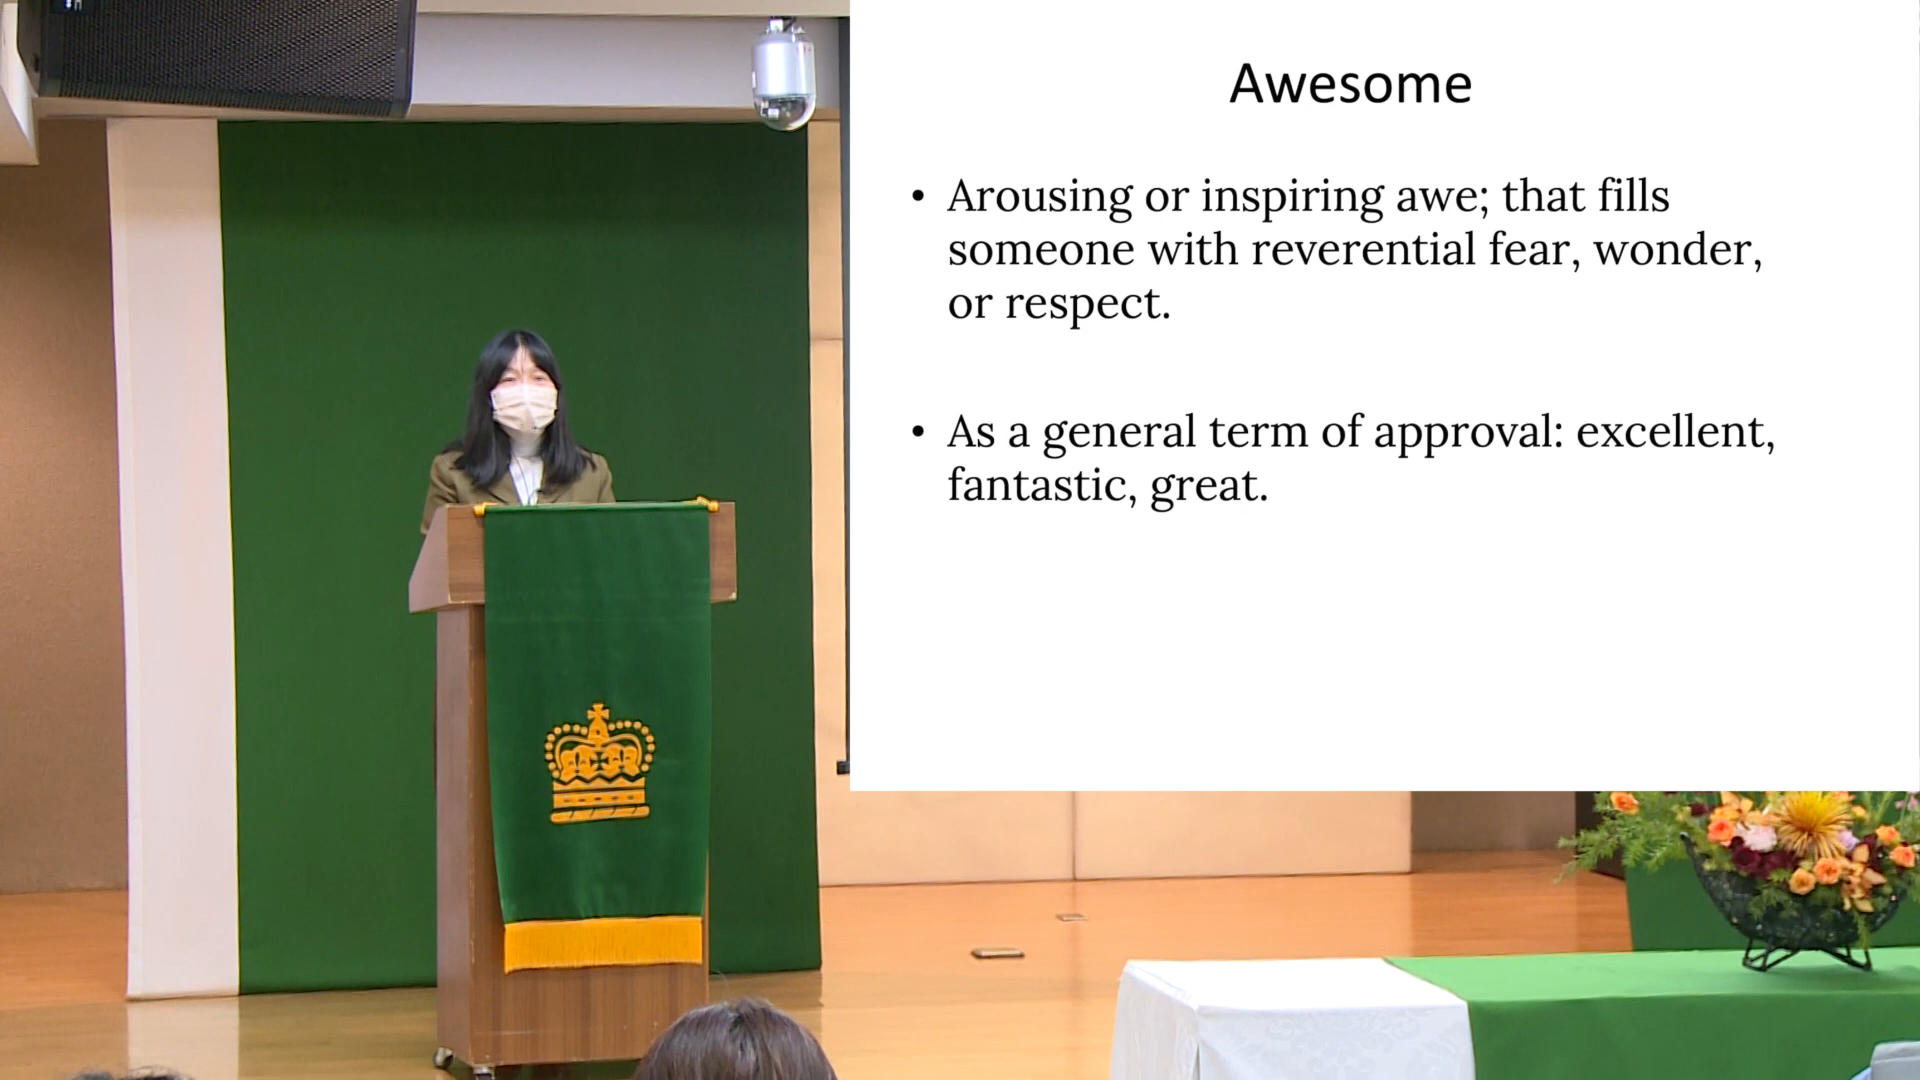 Awesome
• Arousing or inspiring awe; that fills
someone with reverential fear, wonder,
or respect.
• As a general term of approval: excellent,
fantastic, great.